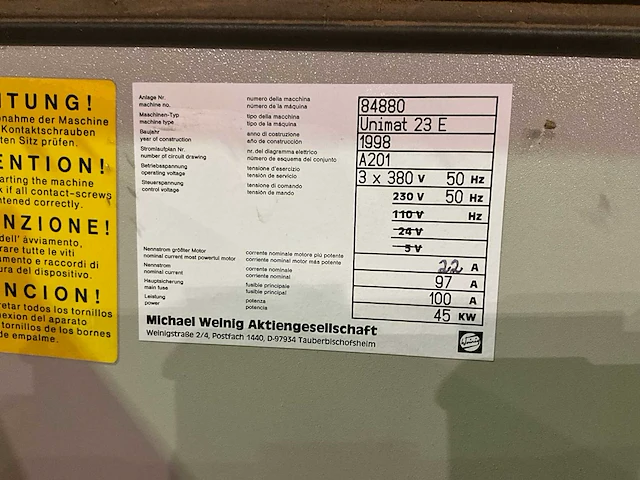 TUNG!
nahme der Maschine
Kontaktschrauben
ten Sitz prüfen.
ENTION!
arting the machine
k if all contact-screws
htened correctly.
NZIONE!
dell' avviamento,
rare tutte le viti
amento e raccordi di
ura del dispositivo.
NCION!
retar todos los tornillos
nexion del aparato
tornillos de los bornes
de empalme.
Anlage Nr. numero della macchina 84880
machine no. número de la máquina
Maschinen-Typ tipo della macchina Unimat 23 E
machine type tipo de la máquina
Baujahr anno di costruzione 1998
year of construction año de construcción
Stromlaufplan Nr. nr. del diagramma elettrico A201
number of circuit drawing número de esquema del conjunto
Betriebsspannung tensione d'esercizio 3 x 380 V 50 Hz
operating voltage tensión de servicio
Steuerspannung tensione di comando 230 V 50 Hz
control voltage tensión de mando
110 V Hz
24 V
5 V
Nennstrom größter Motor corrente nominale motore più potente 22 A
nominal current most powerful motor corriente nominal motor más potente
Nennstrom corrente nominale 97 A
nominal current corriente nominal
Hauptsicherung fusibile principale 100 A
main fuse fusible principal
Leistung potenza 45 KW
power potencia
Michael Weinig Aktiengesellschaft
Weinigstraße 2/4, Postfach 1440, D-97934 Tauberbischofsheim